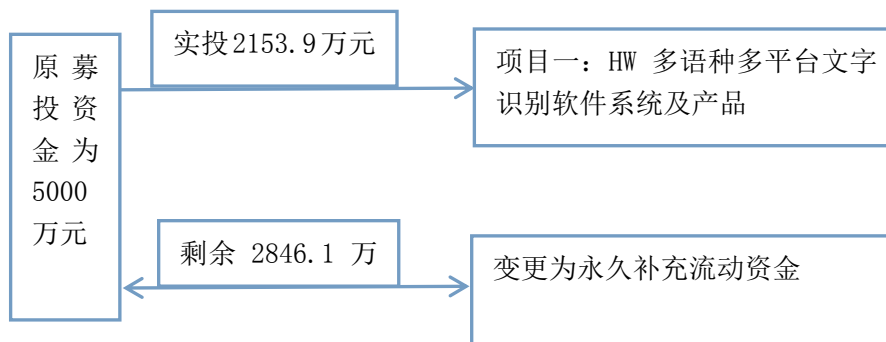 原募
投资
金为
5000
万元
实投2153.9万元
项目一：HW 多语种多平台文字
识别软件系统及产品
剩余 2846.1 万
变更为永久补充流动资金